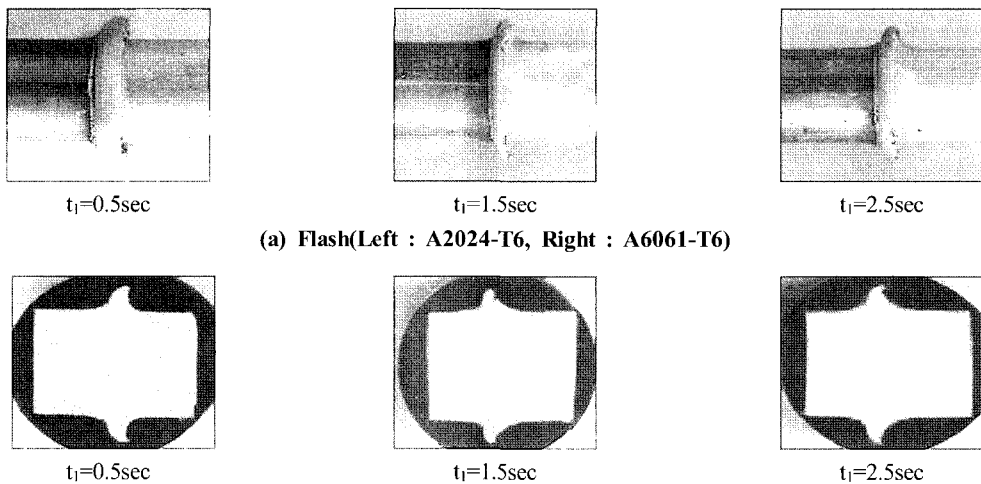 t₁=0.5sec t₁=1.5sec t₁=2.5sec
(a) Flash(Left : A2024-T6, Right : A6061-T6)
t₁=0.5sec t₁=1.5sec t₁=2.5sec